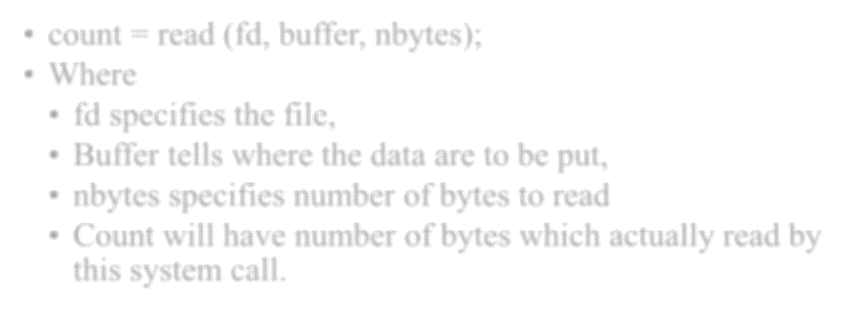 • count = read (fd, buffer, nbytes);
• Where
• fd specifies the file,
• Buffer tells where the data are to be put,
• nbytes specifies number of bytes to read
• Count will have number of bytes which actually read by
this system call.